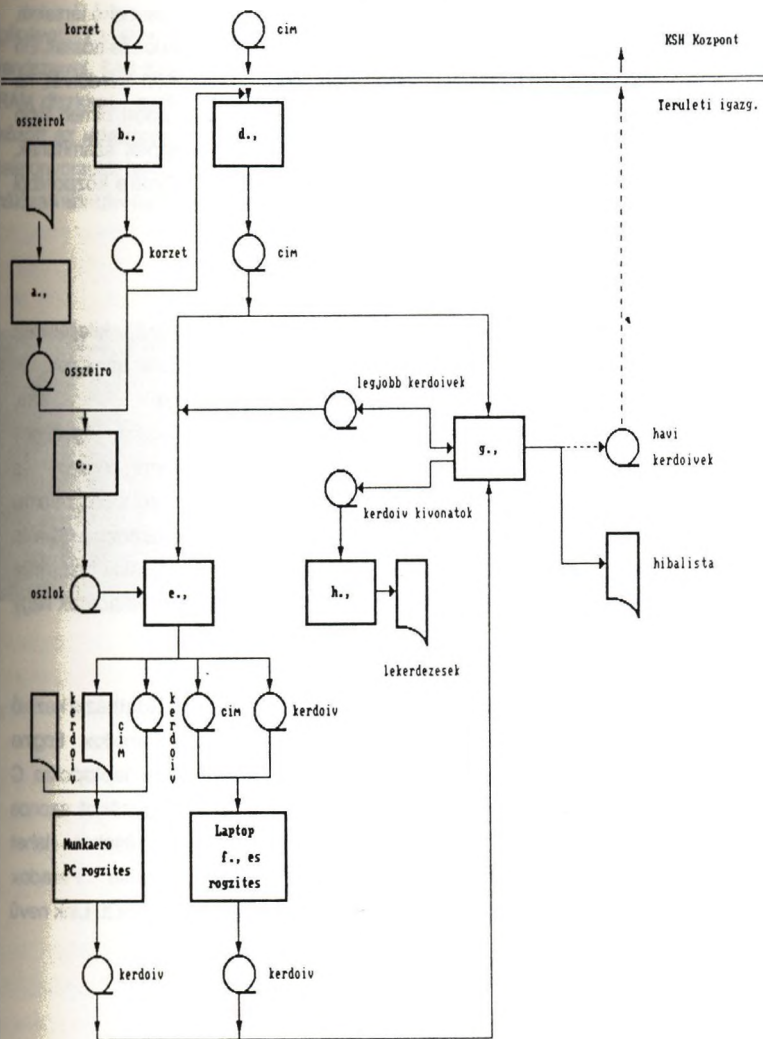 korzet
cim
KSH Kozpont
Teruleti igazg.
osszeirok
b.,
d.,
korzet
cim
a.,
osszeiro
legjobb kerdoivek
c.,
g.,
havi
kerdoivek
kerdoiv kivonatok
oszlok
e.,
h.,
hibalista
lekerdezesek
kerdoiv
cim
kerdoiv
cim
kerdoiv
Munkaero
PC rogzites
Laptop
f., es
rogzites
kerdoiv
kerdoiv